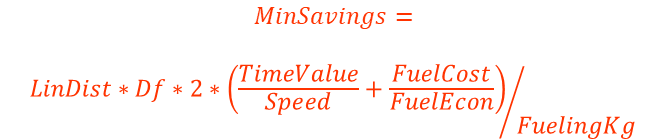 MinSavings =
LinDist * Df * 2 * (TimeValue/Speed + FuelCost/FuelEcon)/FuelingKg